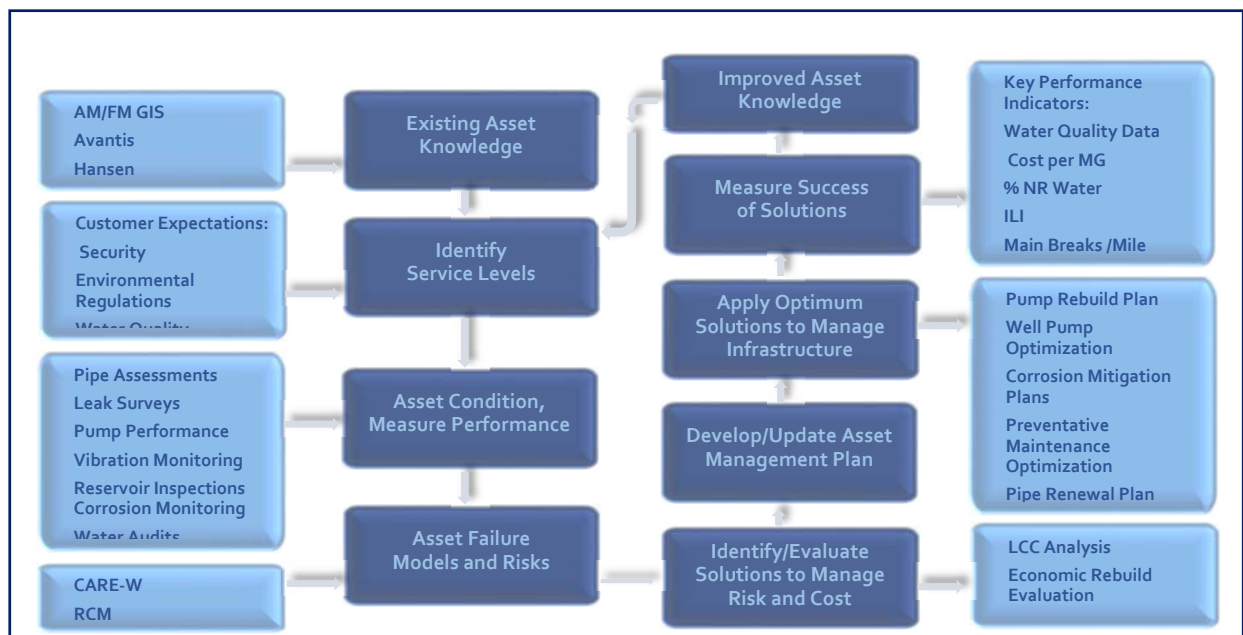 AM/FM GIS
Avantis
Hansen
Customer Expectations:
Security
Environmental
Regulations
Water Quality
Pipe Assessments
Leak Surveys
Pump Performance
Vibration Monitoring
Reservoir Inspections
Corrosion Monitoring
Water Audits
CARE-W
RCM
Existing Asset
Knowledge
Identify
Service Levels
Asset Condition,
Measure Performance
Asset Failure
Models and Risks
Improved Asset
Knowledge
Measure Success
of Solutions
Apply Optimum
Solutions to Manage
Infrastructure
Develop/Update Asset
Management Plan
Identify/Evaluate
Solutions to Manage
Risk and Cost
Key Performance
Indicators:
Water Quality Data
Cost per MG
% NR Water
ILI
Main Breaks /Mile
Pump Rebuild Plan
Well Pump
Optimization
Corrosion Mitigation
Plans
Preventative
Maintenance
Optimization
Pipe Renewal Plan
LCC Analysis
Economic Rebuild
Evaluation